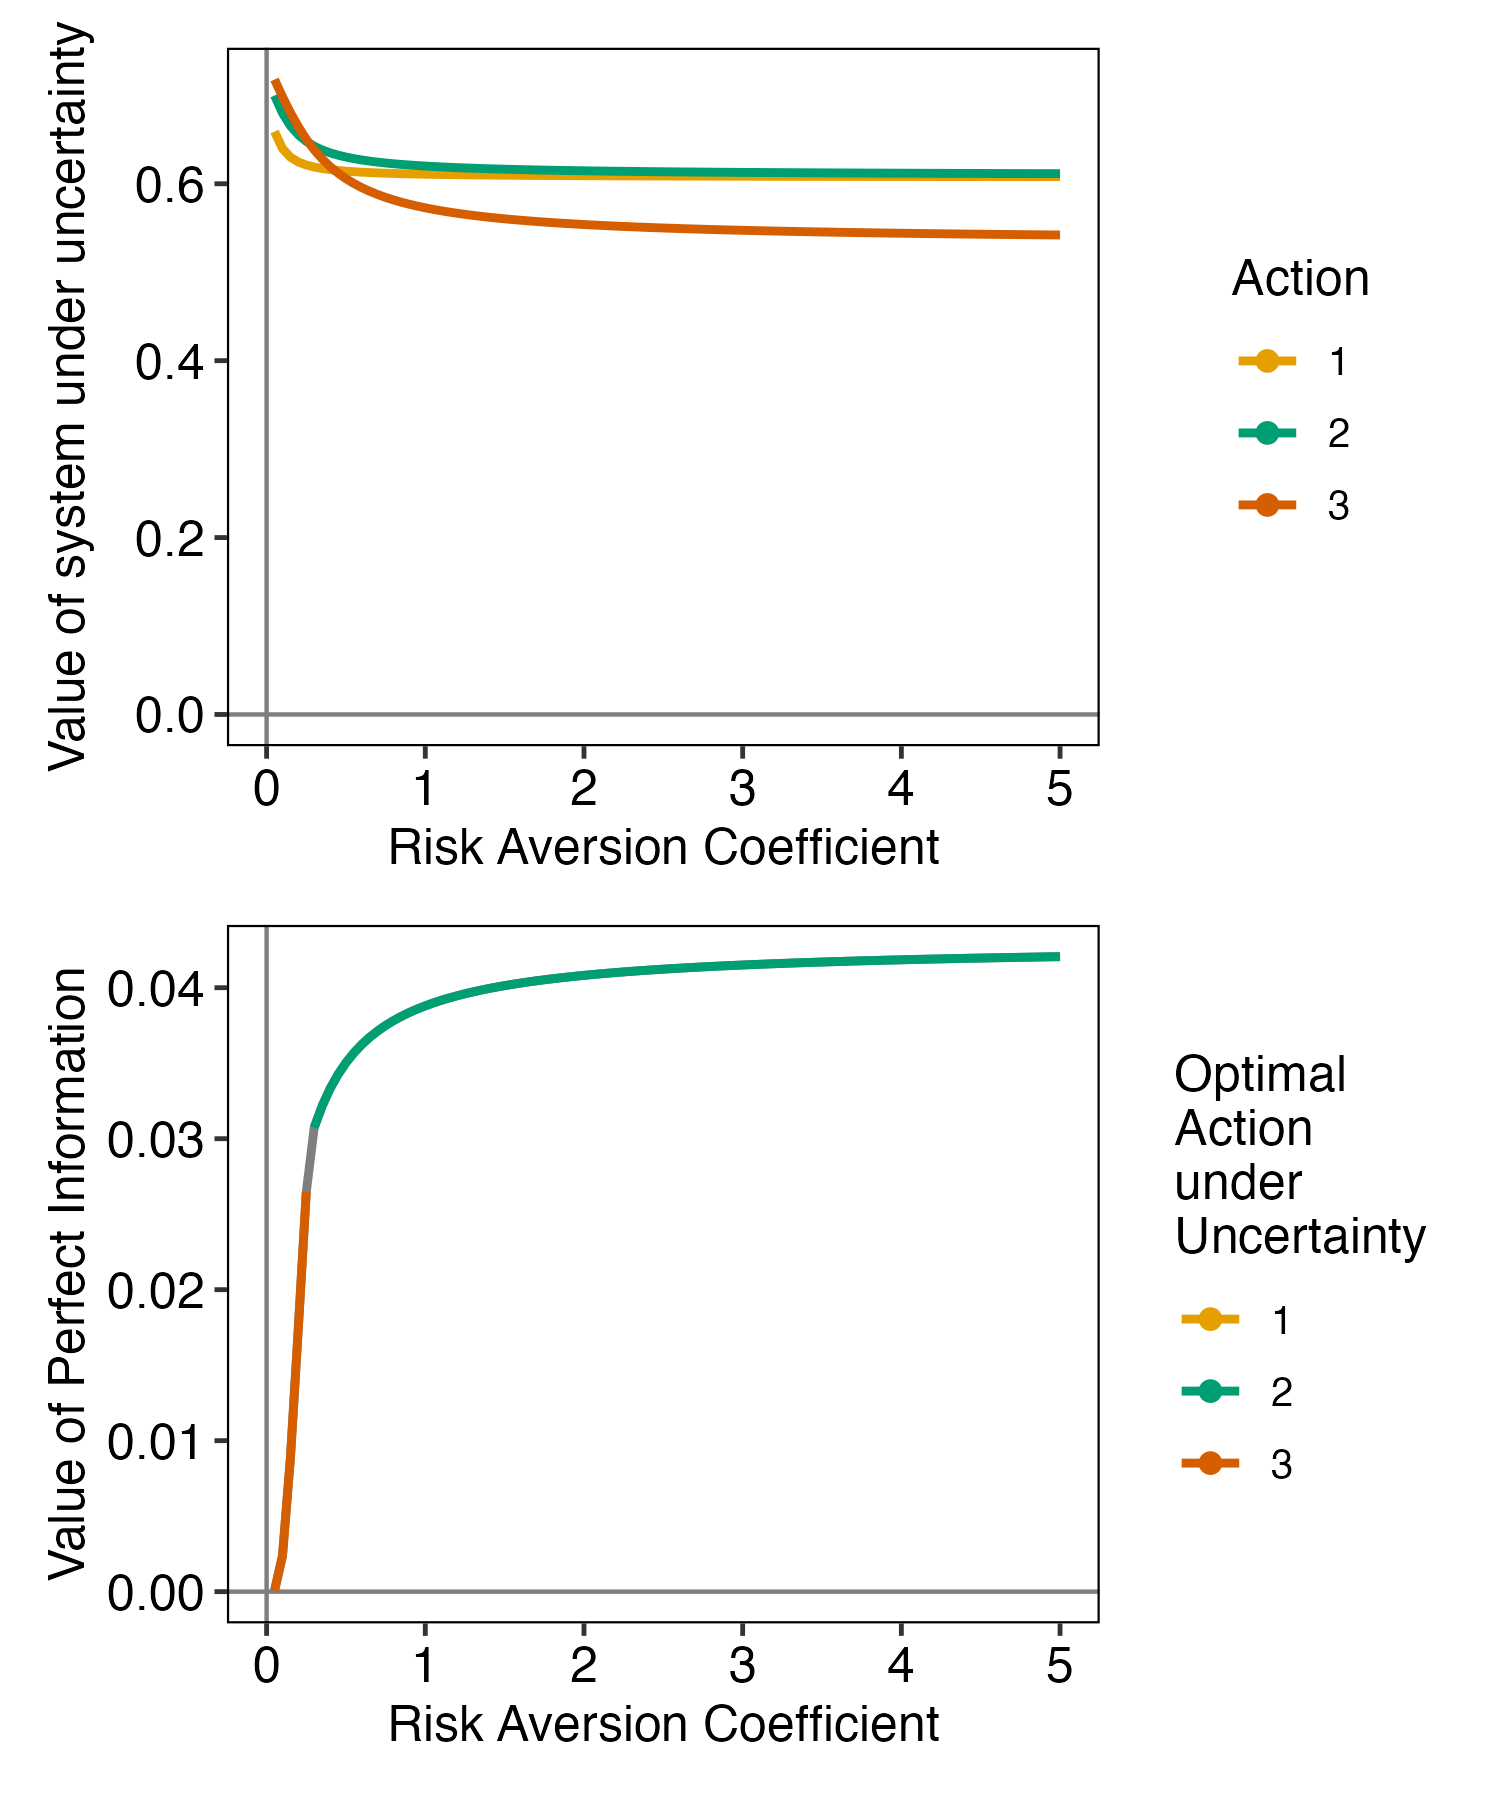 Value of system under uncertainty
0.6
0.4
0.2
0.0
0 1 2 3 4 5
Risk Aversion Coefficient
Action
1
2
3
Value of Perfect Information
0.04
0.03
0.02
0.01
0.00
0 1 2 3 4 5
Risk Aversion Coefficient
Optimal
Action
under
Uncertainty
1
2
3